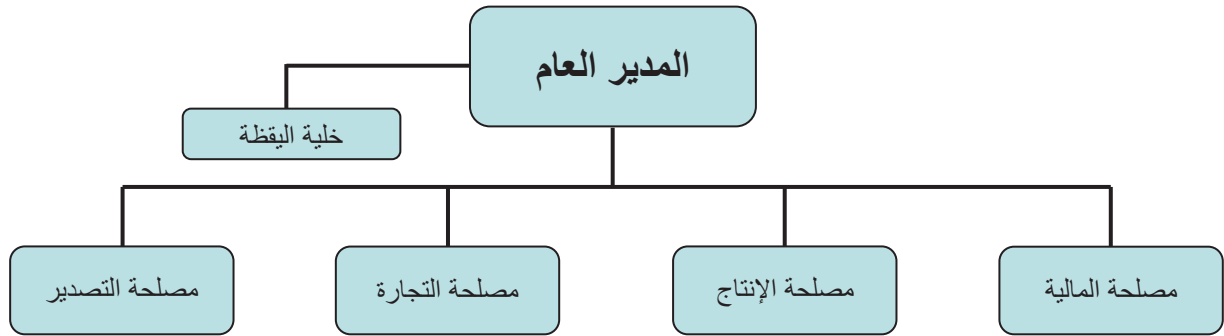 المدير العام
خلية اليقظة
مصلحة المالية
مصلحة الإنتاج
مصلحة التجارة
مصلحة التصدير